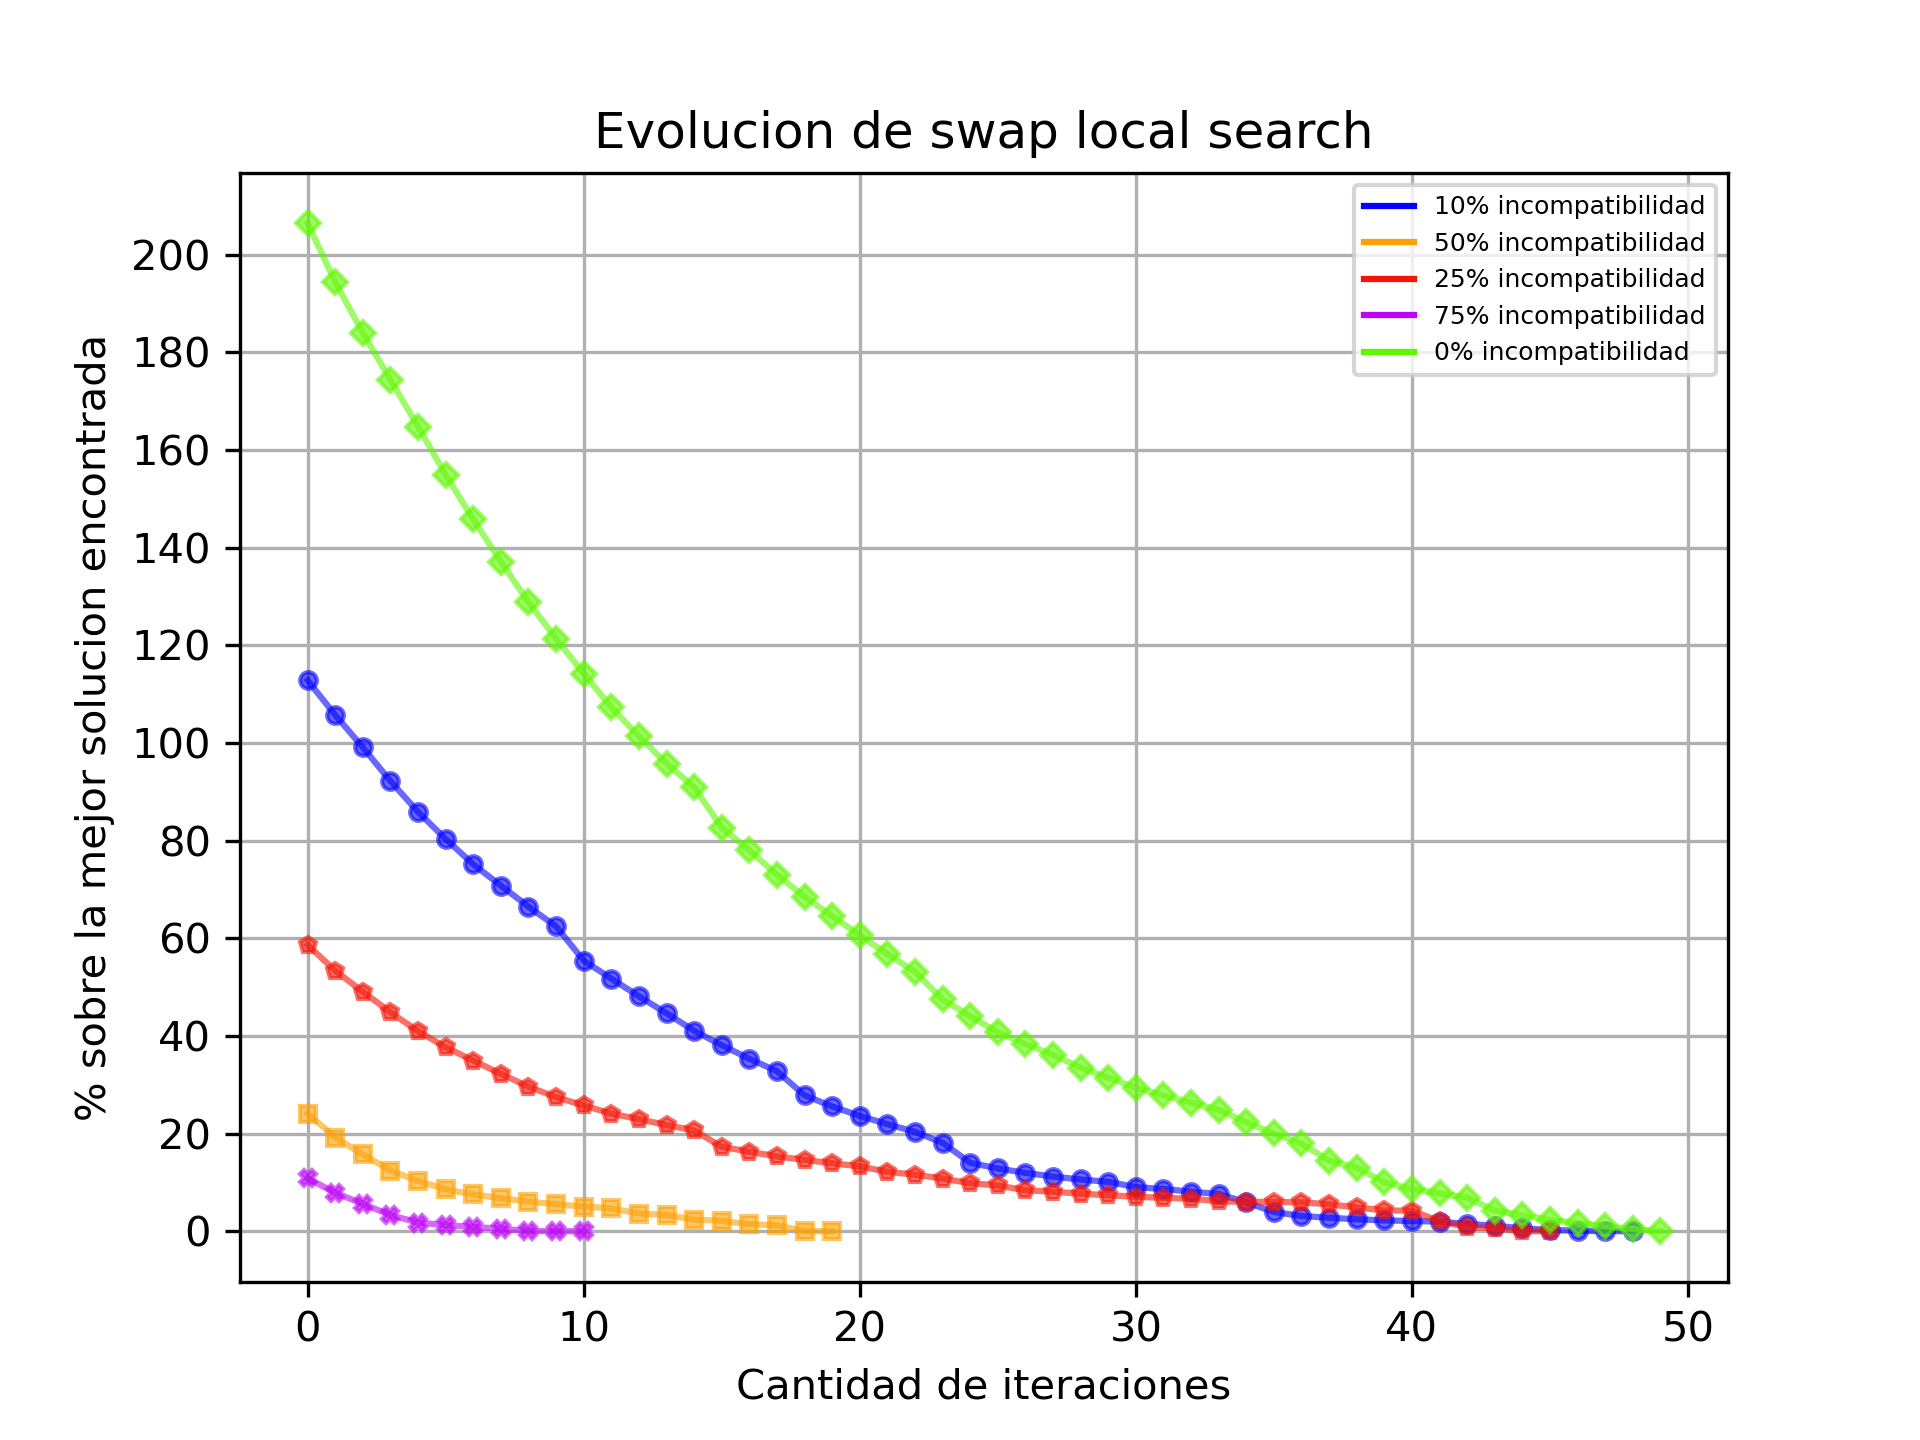 Evolucion de swap local search
10% incompatibilidad
50% incompatibilidad
25% incompatibilidad
75% incompatibilidad
0% incompatibilidad
% sobre la mejor solucion encontrada
200
180
160
140
120
100
80
60
40
20
0
0 10 20 30 40 50
Cantidad de iteraciones